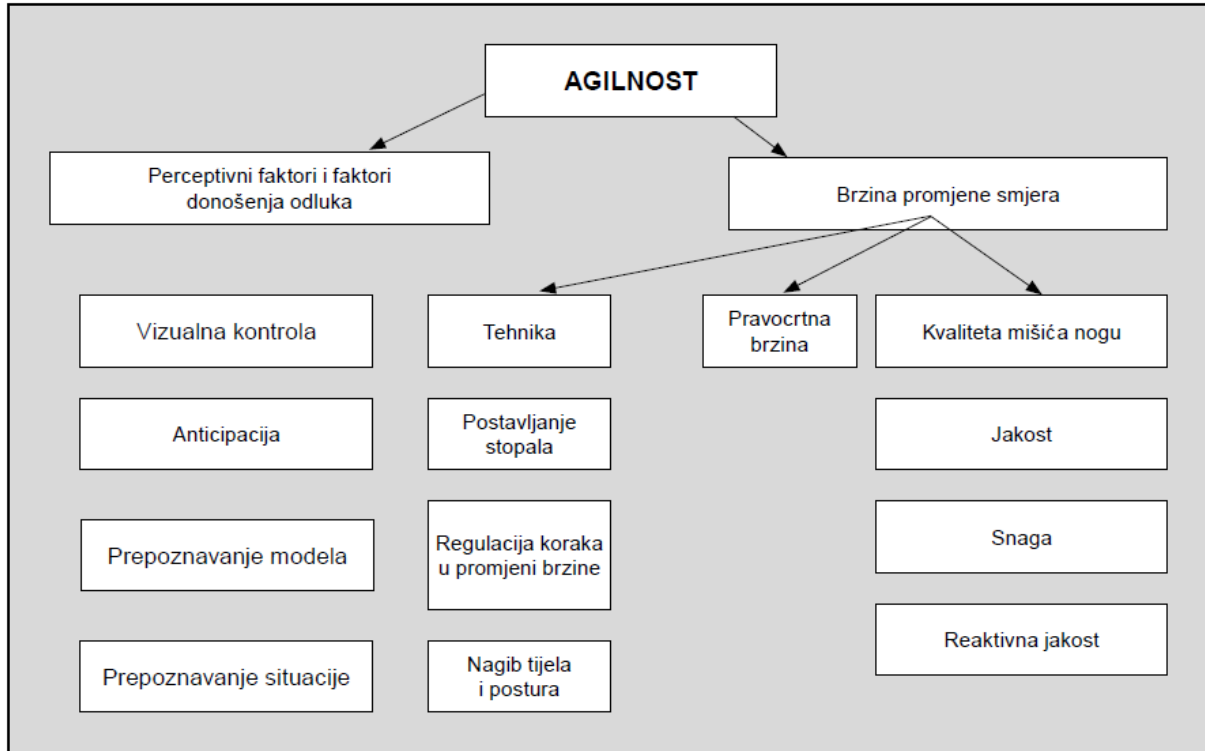 AGILNOST
Perceptivni faktori i faktori
donošenja odluka
Brzina promjene smjera
Vizualna kontrola
Tehnika
Pravocrtna
brzina
Kvaliteta mišića nogu
Anticipacija
Postavljanje
stopala
Jakost
Prepoznavanje modela
Regulacija koraka
u promjeni brzine
Snaga
Prepoznavanje situacije
Nagib tijela
i postura
Reaktivna jakost